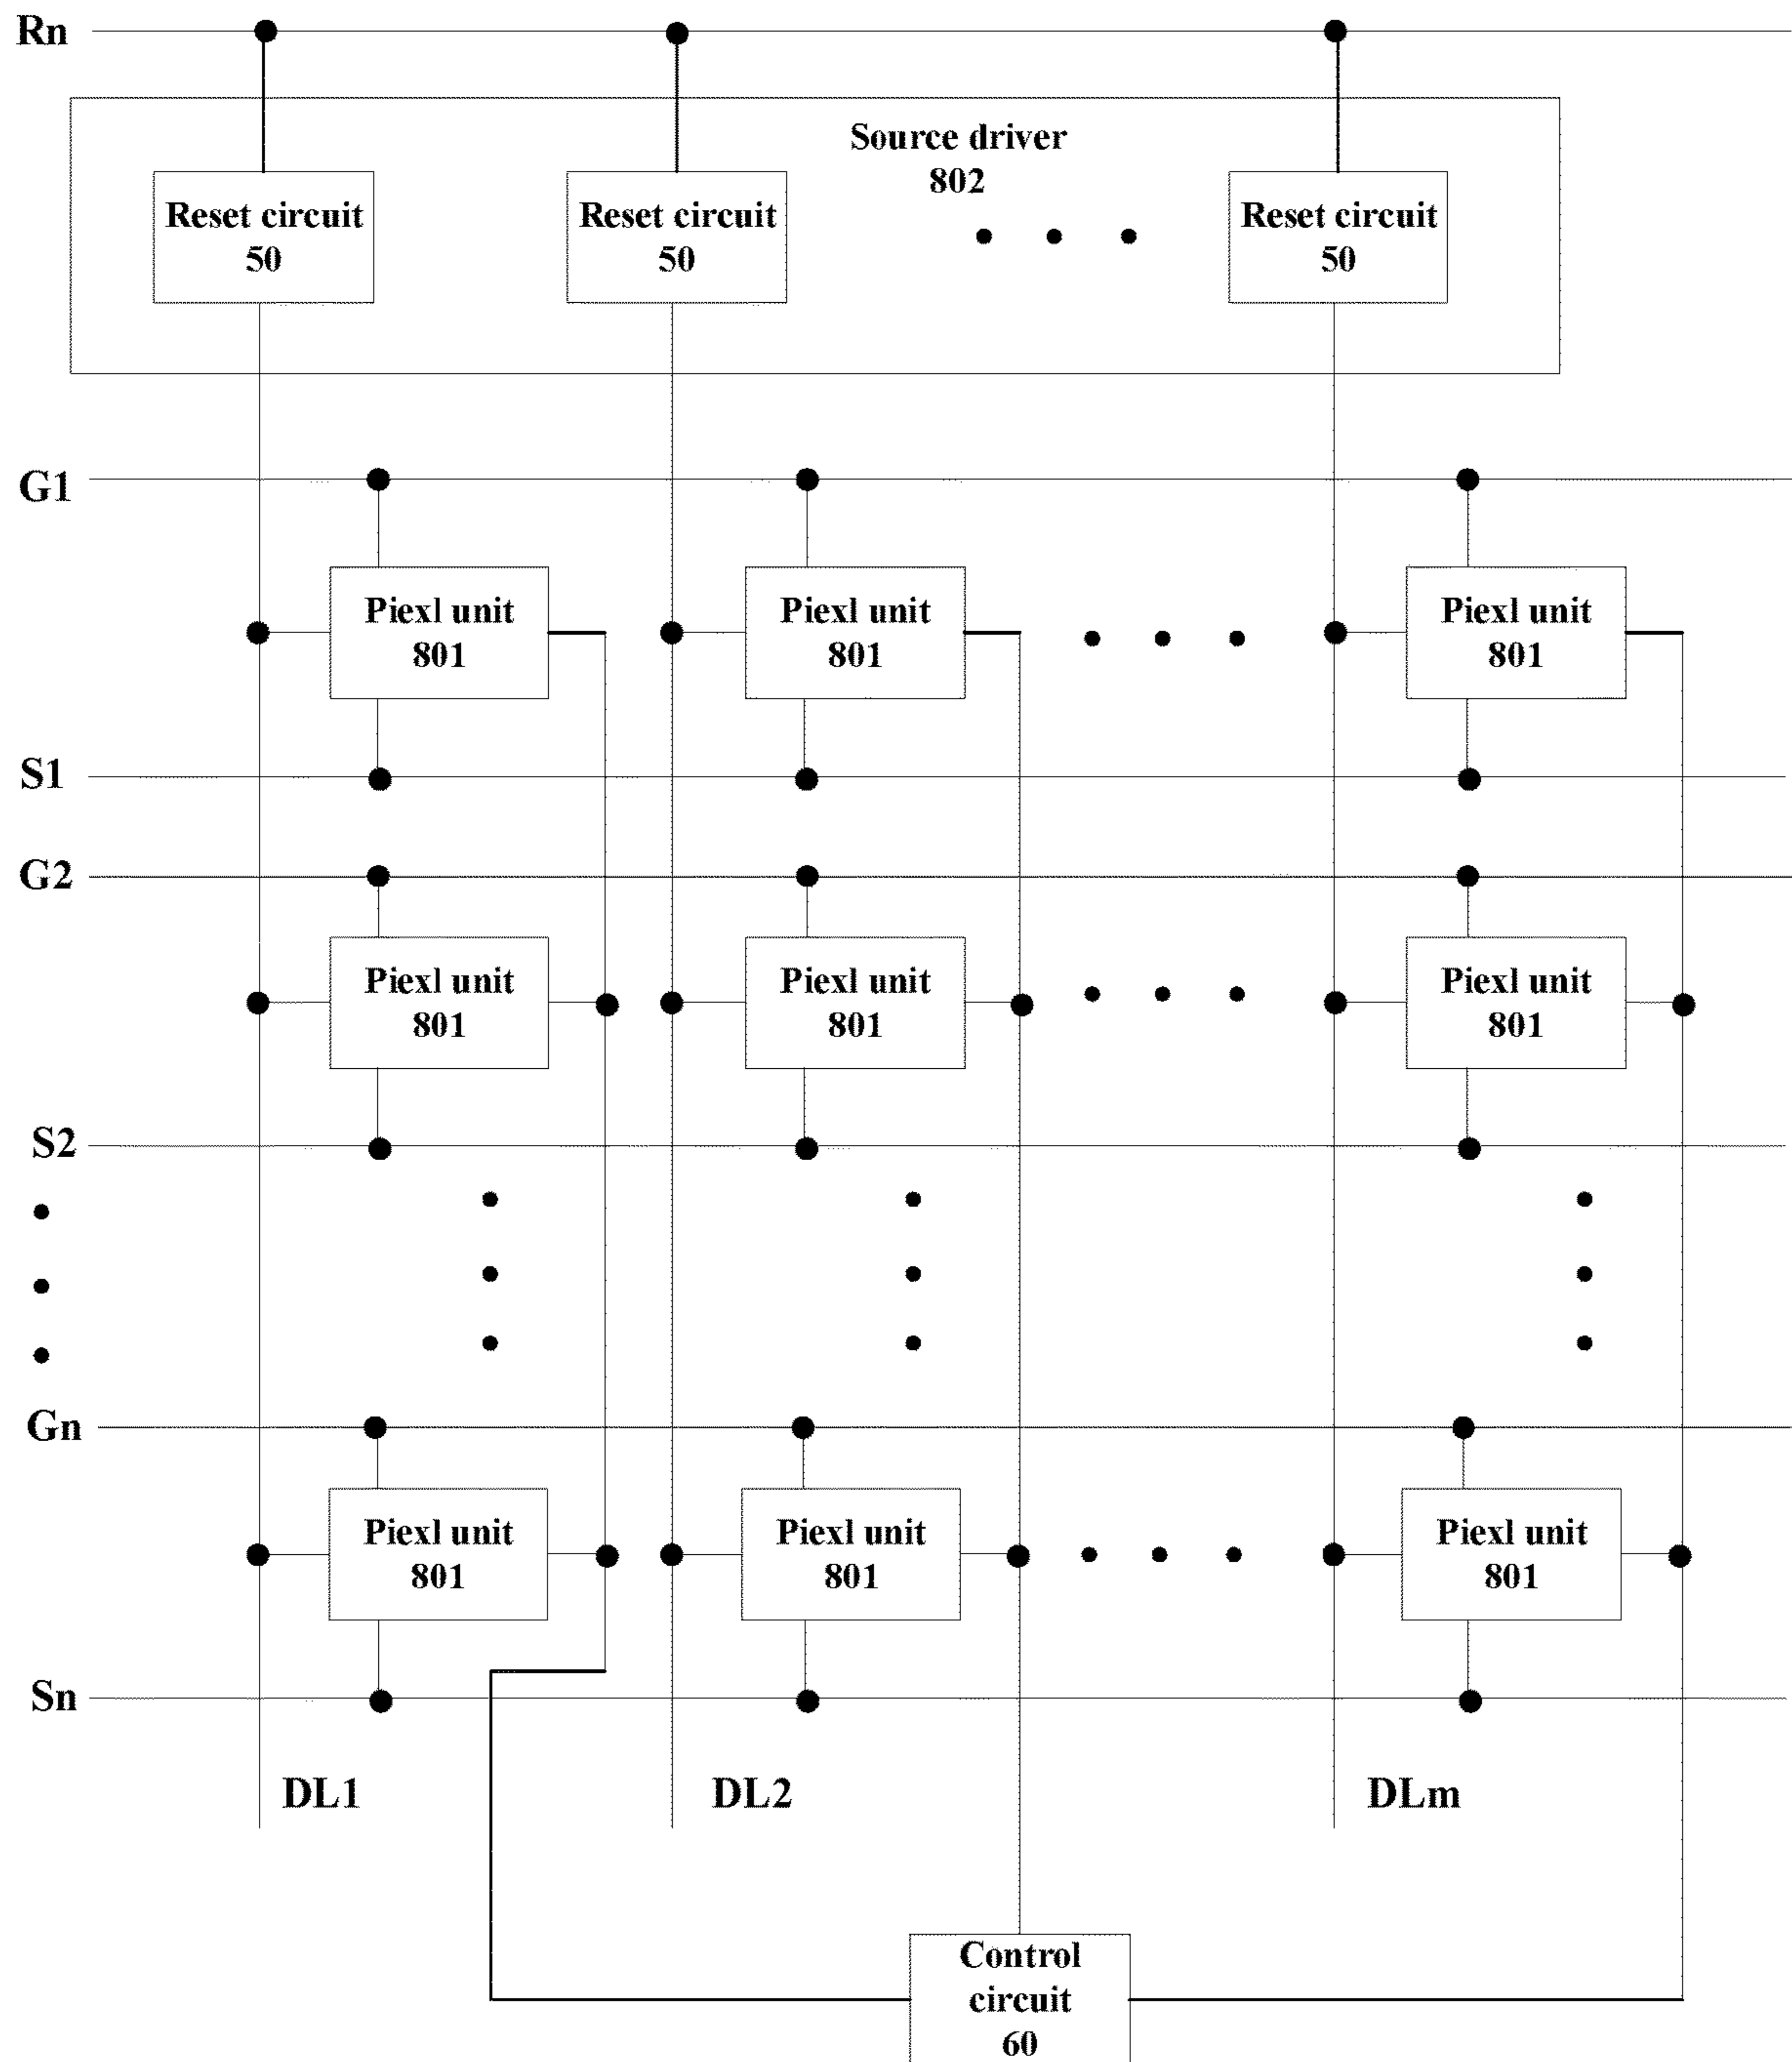 Rn
Source driver
802
Reset circuit
50
Reset circuit
50
Reset circuit
50
G1
Piexl unit
801
Piexl unit
801
Piexl unit
801
S1
G2
Piexl unit
801
Piexl unit
801
Piexl unit
801
S2
Gn
Piexl unit
801
Piexl unit
801
Piexl unit
801
Sn
DL1
DL2
DLm
Control
circuit
60